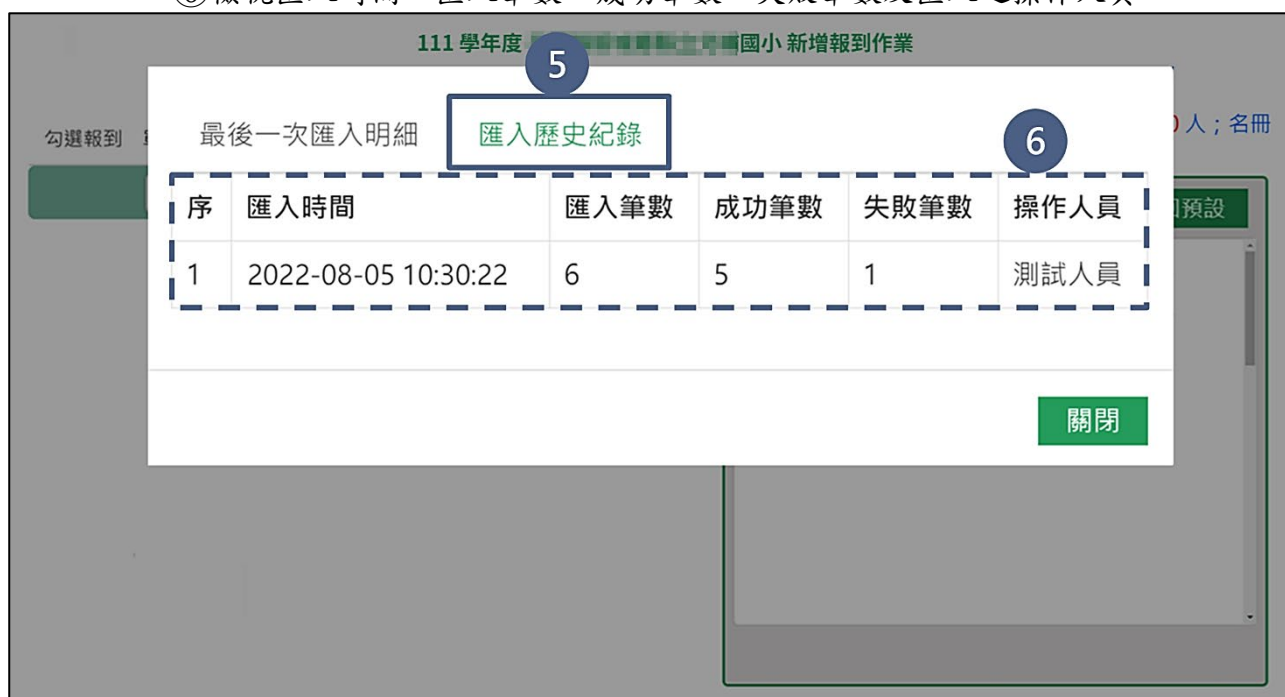 111 學年度 國小 新增報到作業
5
最後一次匯入明細 匯入歷史紀錄
6
勾選報到 人；名冊
序 匯入時間 匯入筆數 成功筆數 失敗筆數 操作人員
預設
1 2022-08-05 10:30:22 6 5 1 測試人員
關閉